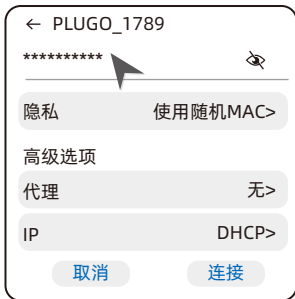 ← PLUGO_1789
**********
隐私 使用随机MAC>
高级选项
代理 无>
IP DHCP>
取消 连接